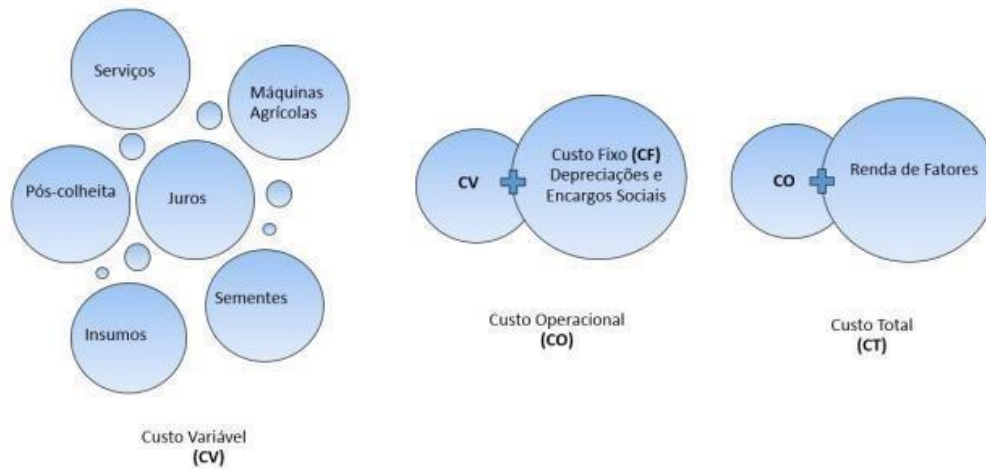 Serviços
Máquinas
Agrícolas
Pós-colheita
Juros
Sementes
Insumos
Custo Variável
(CV)
CV
Custo Fixo (CF)
Depreciações e
Encargos Sociais
Custo Operacional
(CO)
CO
Renda de Fatores
Custo Total
(CT)